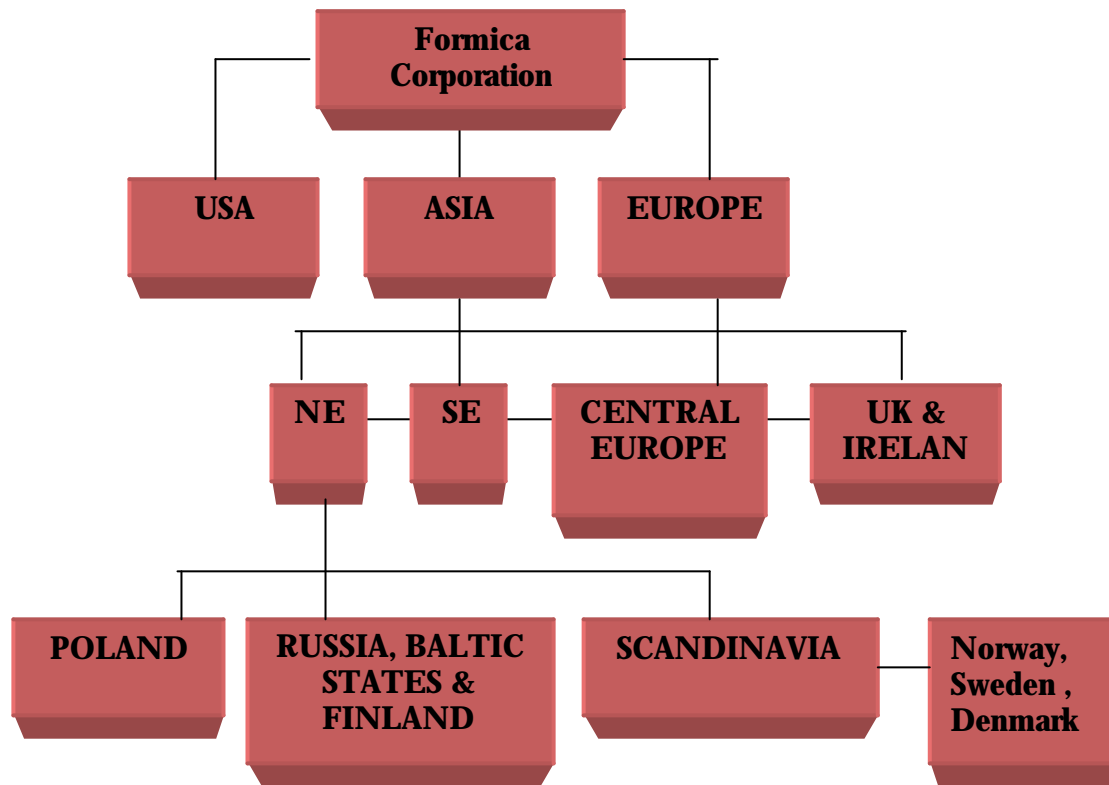 Formica
Corporation
USA
ASIA
EUROPE
NE
SE
CENTRAL
EUROPE
UK &
IRELAN
POLAND
RUSSIA, BALTIC
STATES &
FINLAND
SCANDINAVIA
Norway,
Sweden ,
Denmark